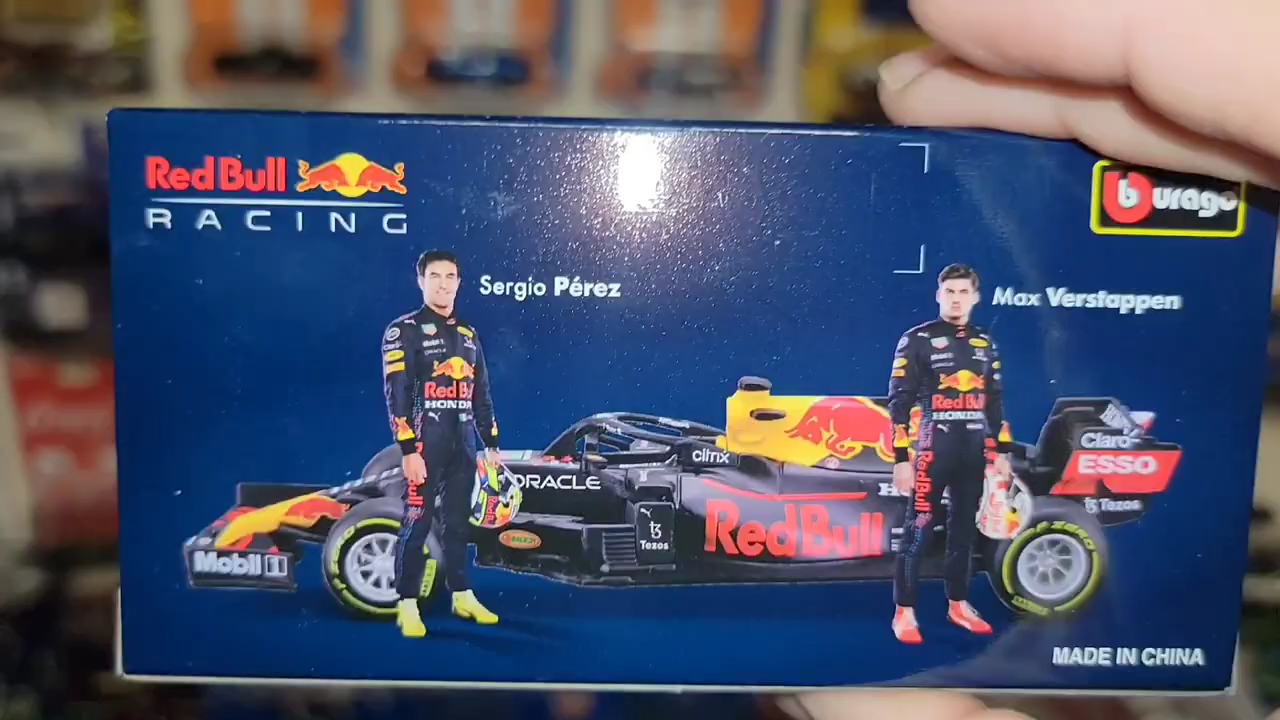 Red Bull
RACING
burago
Sergio Pérez
Max Verstappen
Red Bull
HONDA
Red Bull
HONDA
citrix
ORACLE
Claro
ESSO
Tezos
Mobil 1
Tezos
Red Bull
MADE IN CHINA